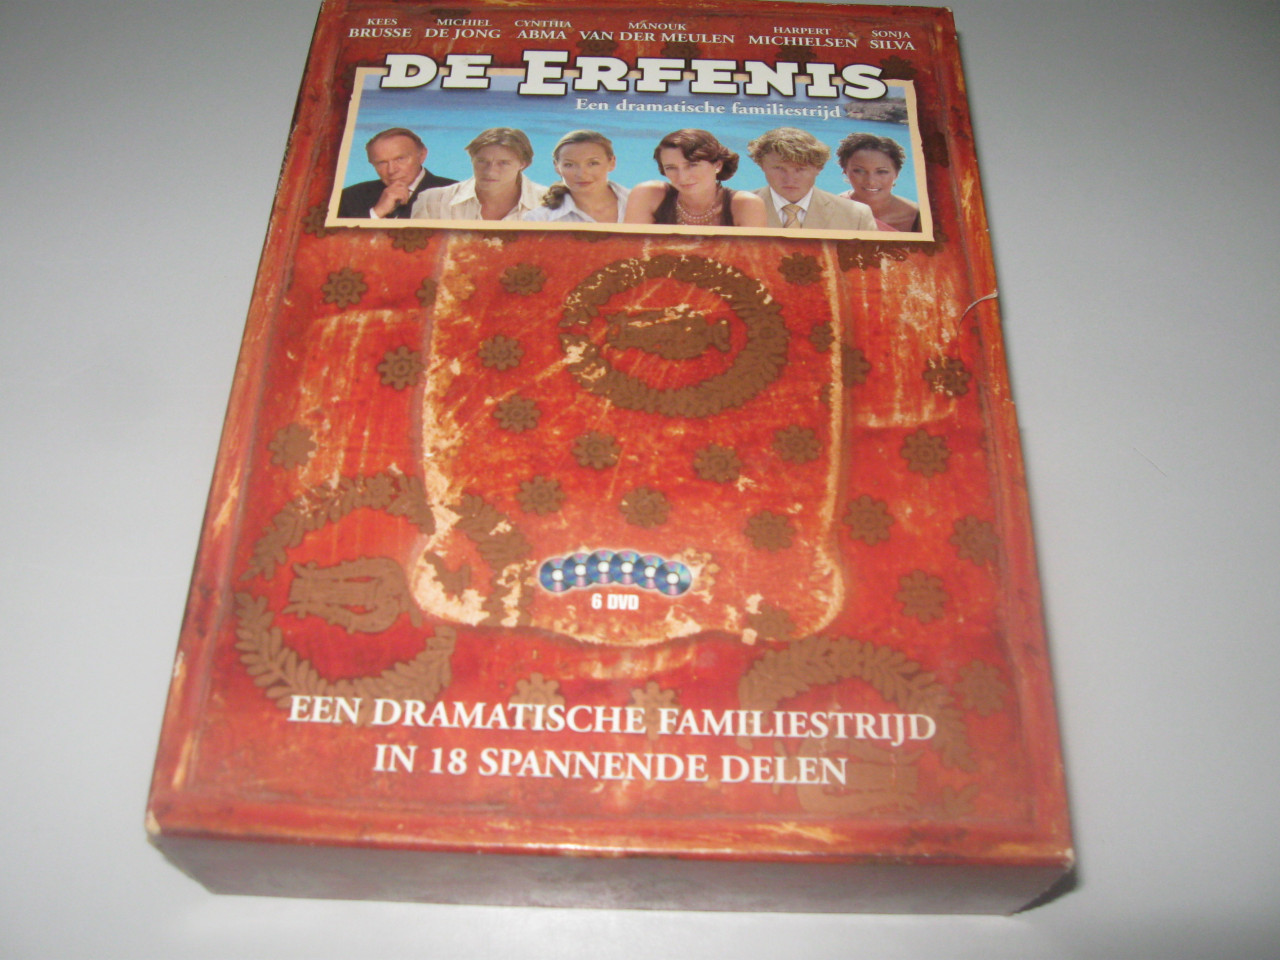 KEES BRUSSE MICHIEL DE JONG CYNTHIA ABMA MANOUK VAN DER MEULEN HARPERT MICHIELSEN SONJA SILVA
DE ERFENIS
Een dramatische familiestrijd
6 DVD
EEN DRAMATISCHE FAMILIESTRIJD
IN 18 SPANNENDE DELEN